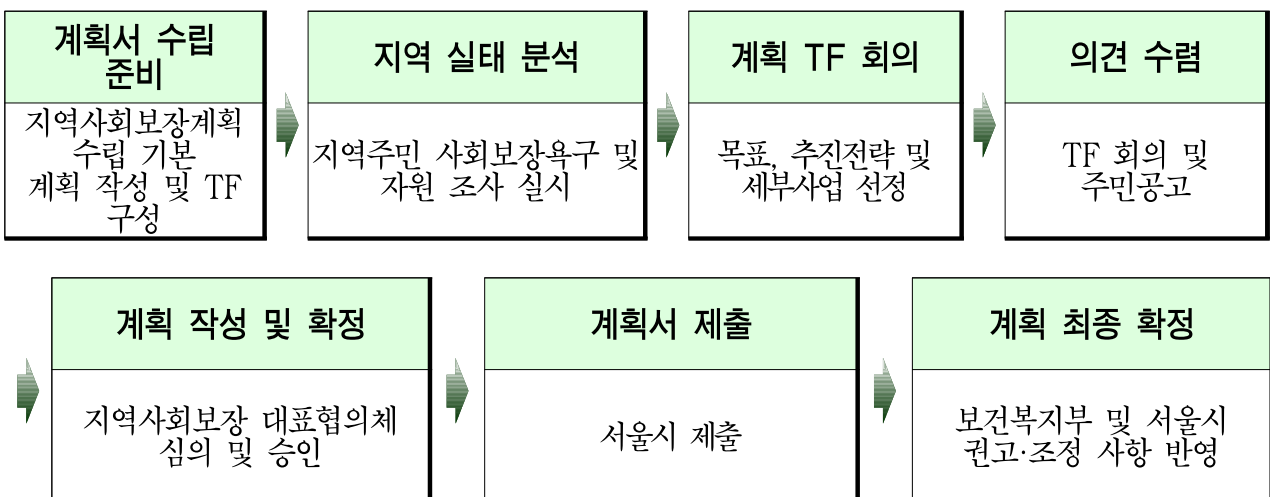 계획서 수립
준비
지역사회보장계획
수립 기본
계획 작성 및 TF
구성
지역 실태 분석
지역주민 사회보장욕구 및
자원 조사 실시
계획 TF 회의
목표, 추진전략 및
세부사업 선정
의견 수렴
TF 회의 및
주민공고
계획 작성 및 확정
지역사회보장 대표협의체
심의 및 승인
계획서 제출
서울시 제출
계획 최종 확정
보건복지부 및 서울시
권고·조정 사항 반영